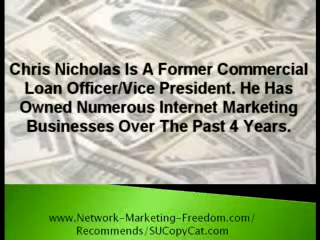 Chris Nicholas Is A Former Commercial
Loan Officer/Vice President. He Has
Owned Numerous Internet Marketing
Businesses Over The Past 4 Years.
www.Network-Marketing-Freedom.com/
Recommends/SUCopyCat.com